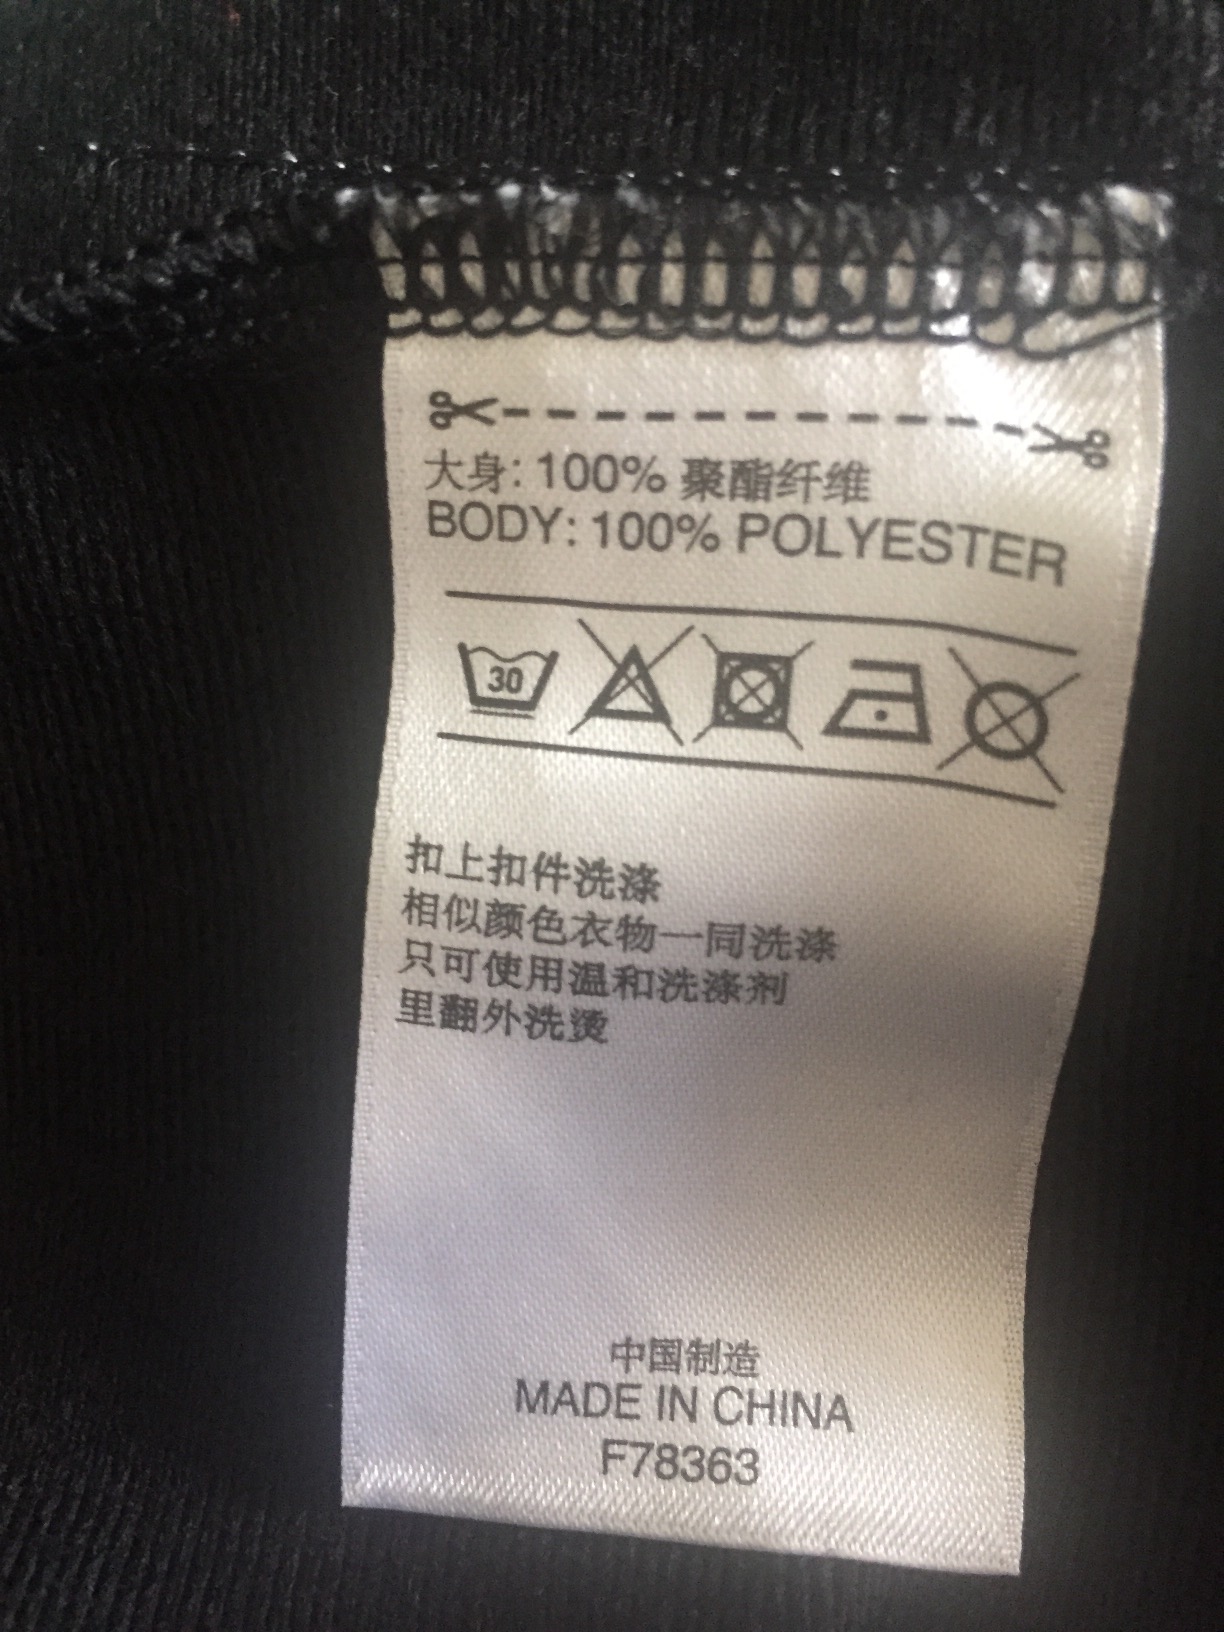 大身: 100% 聚酯纤维
BODY: 100% POLYESTER
30
扣上扣件洗涤
相似颜色衣物一同洗涤
只可使用温和洗涤剂
里翻外洗烫
中国制造
MADE IN CHINA
F78363